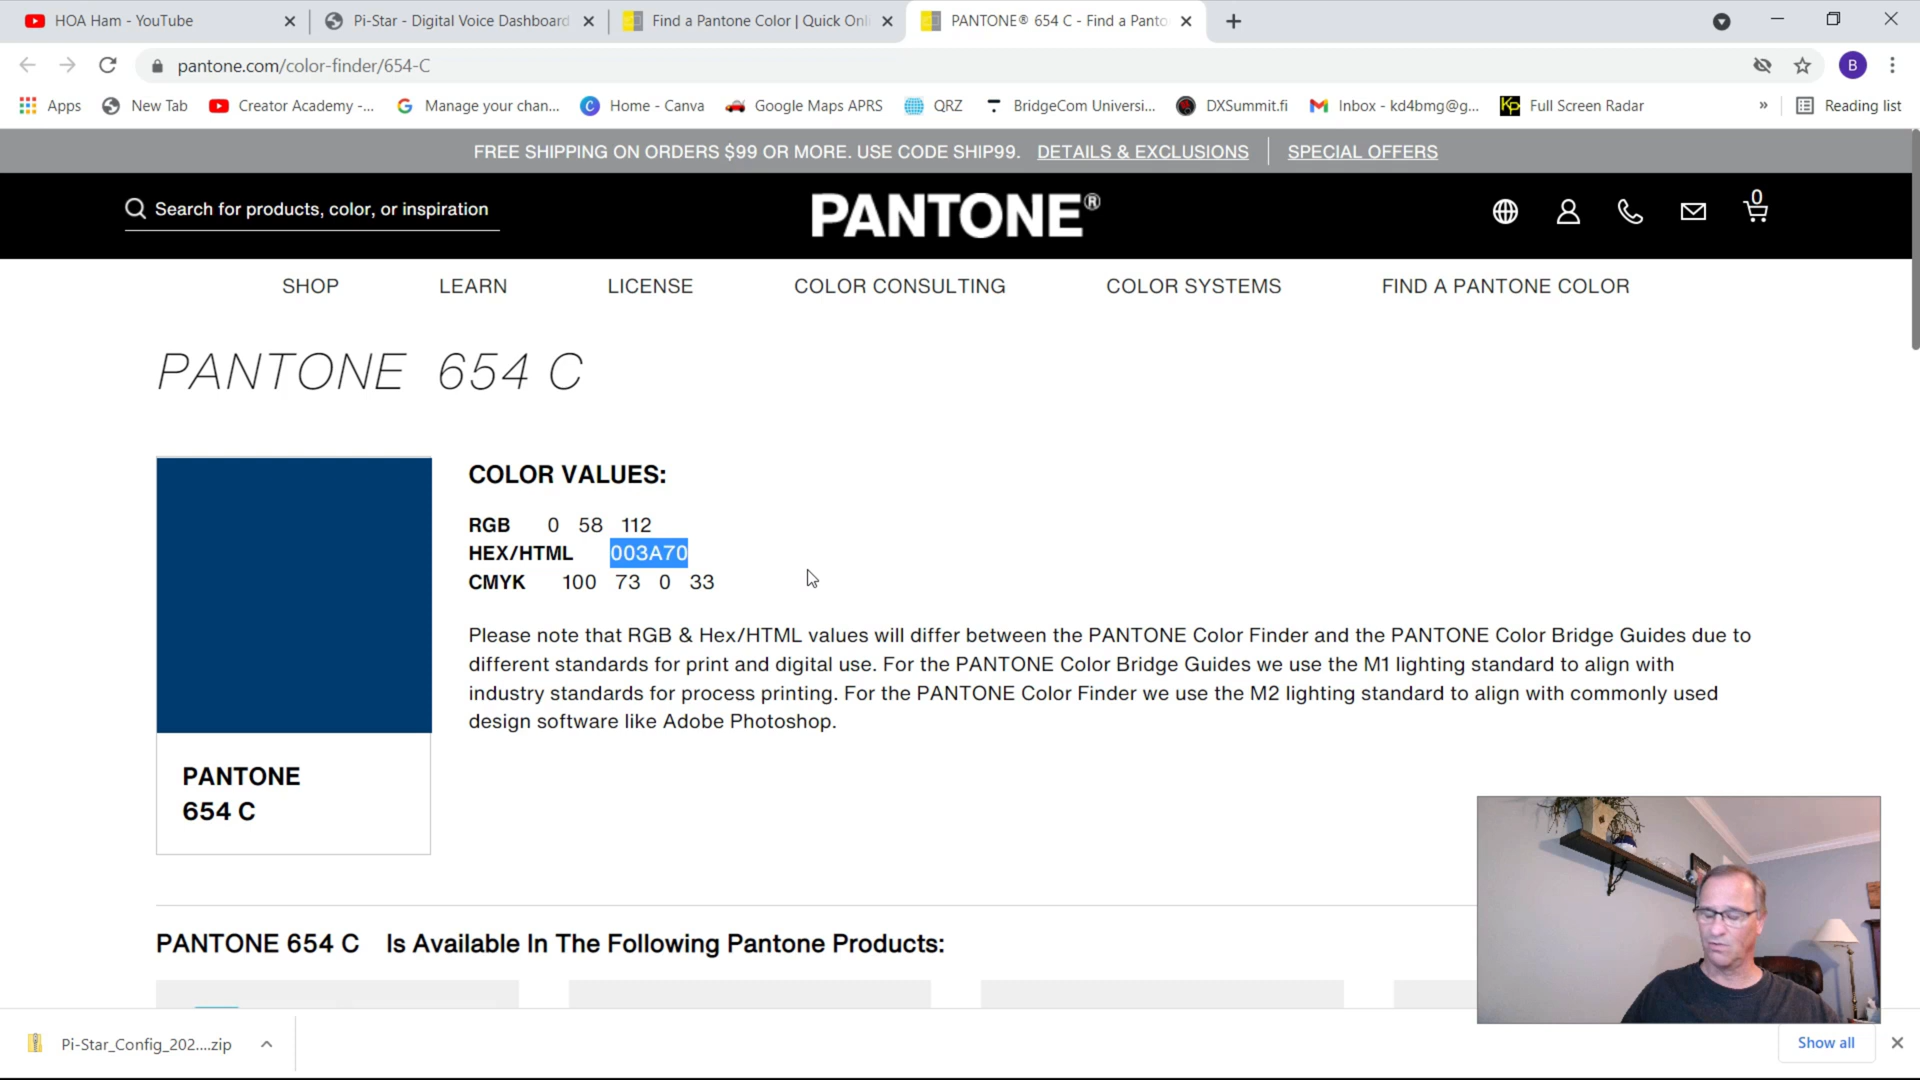 HOA Ham - YouTube
Pi-Star - Digital Voice Dashboard
Find a Pantone Color | Quick Onl
PANTONE® 654 C - Find a Panto
pantone.com/color-finder/654-C
B
Apps
New Tab
Creator Academy -...
Manage your chan...
Home - Canva
Google Maps APRS
QRZ
BridgeCom Universi...
DXSummit.fi
Inbox - kd4bmg@g...
Full Screen Radar
»
Reading list
FREE SHIPPING ON ORDERS $99 OR MORE. USE CODE SHIP99. DETAILS & EXCLUSIONS SPECIAL OFFERS
Search for products, color, or inspiration
PANTONE®
0
SHOP LEARN LICENSE COLOR CONSULTING COLOR SYSTEMS FIND A PANTONE COLOR
PANTONE 654 C
COLOR VALUES:
RGB 0 58 112
HEX/HTML 003A70
CMYK 100 73 0 33
Please note that RGB & Hex/HTML values will differ between the PANTONE Color Finder and the PANTONE Color Bridge Guides due to
different standards for print and digital use. For the PANTONE Color Bridge Guides we use the M1 lighting standard to align with
industry standards for process printing. For the PANTONE Color Finder we use the M2 lighting standard to align with commonly used
design software like Adobe Photoshop.
PANTONE
654 C
PANTONE 654 C Is Available In The Following Pantone Products:
Pi-Star_Config_202....zip
Show all